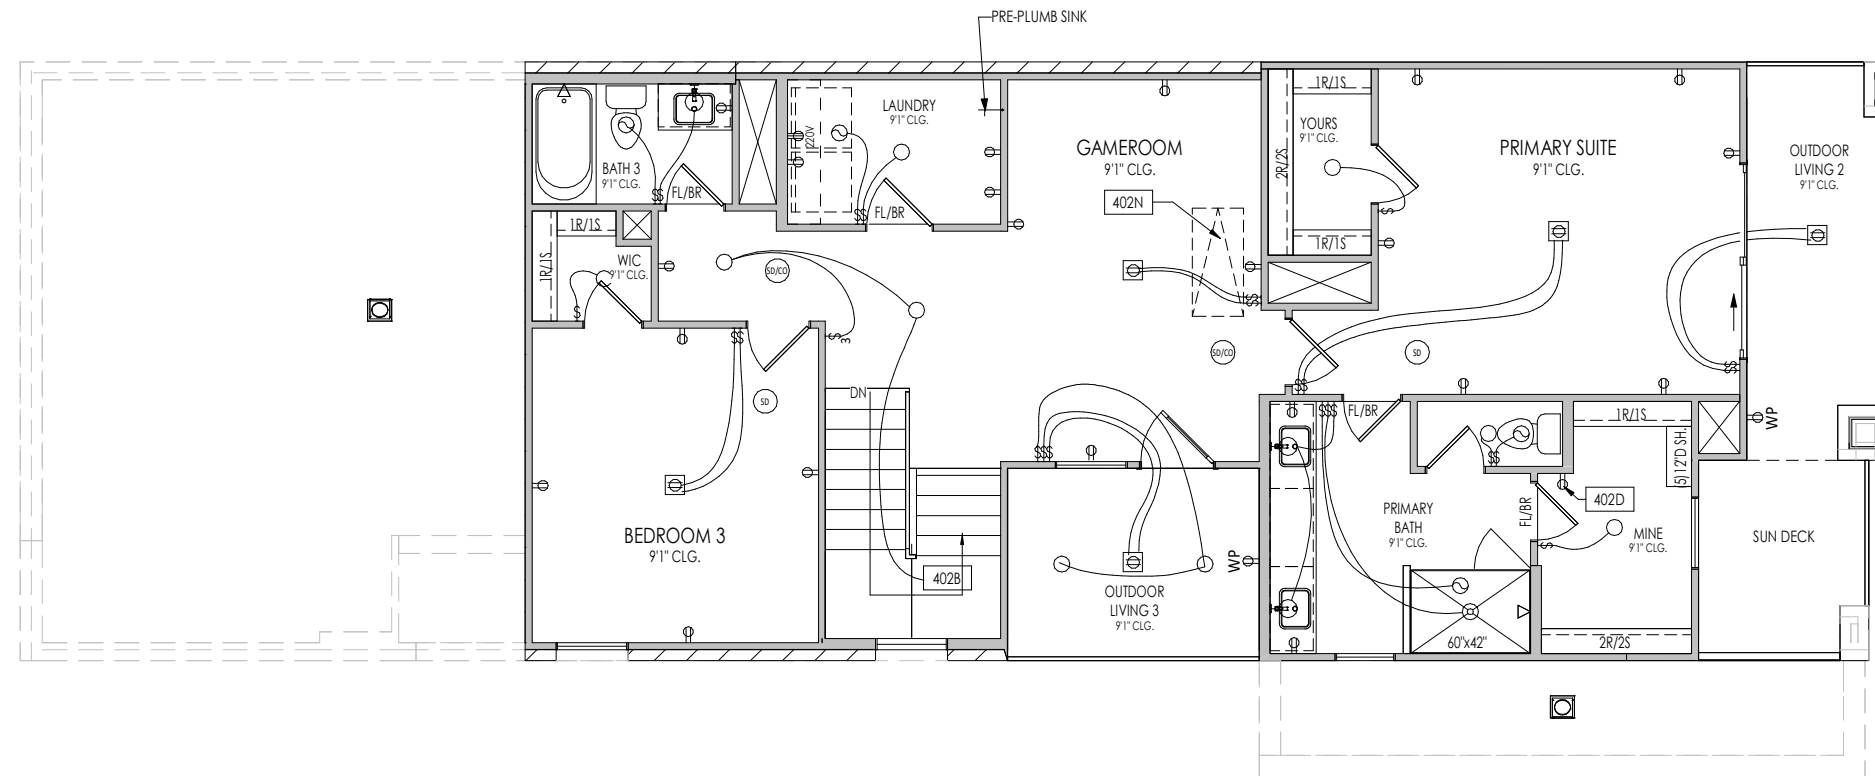 PRE-PLUMB SINK
LAUNDRY
9'1" CLG.
220V
FL/BR
BATH 3
9'1" CLG.
FL/BR
1R/1S
1R/1S
WIC
9'1" CLG.
SD/CO
$
$$
$$
$
3
GAMEROOM
9'1" CLG.
402N
$$
SD/CO
YOURS
9'1" CLG.
1R/1S
2R/2S
1R/1S
$
PRIMARY SUITE
9'1" CLG.
SD
$$
$$
OUTDOOR
LIVING 2
9'1" CLG.
WP
$$
SD
BEDROOM 3
9'1" CLG.
DN
402B
$$$
OUTDOOR
LIVING 3
9'1" CLG.
WP
$$$
FL/BR
$$
PRIMARY
BATH
9'1" CLG.
60"x42"
1R/1S
(5)12"D SH.
402D
FL/BR
$
MINE
9'1" CLG.
2R/2S
SUN DECK